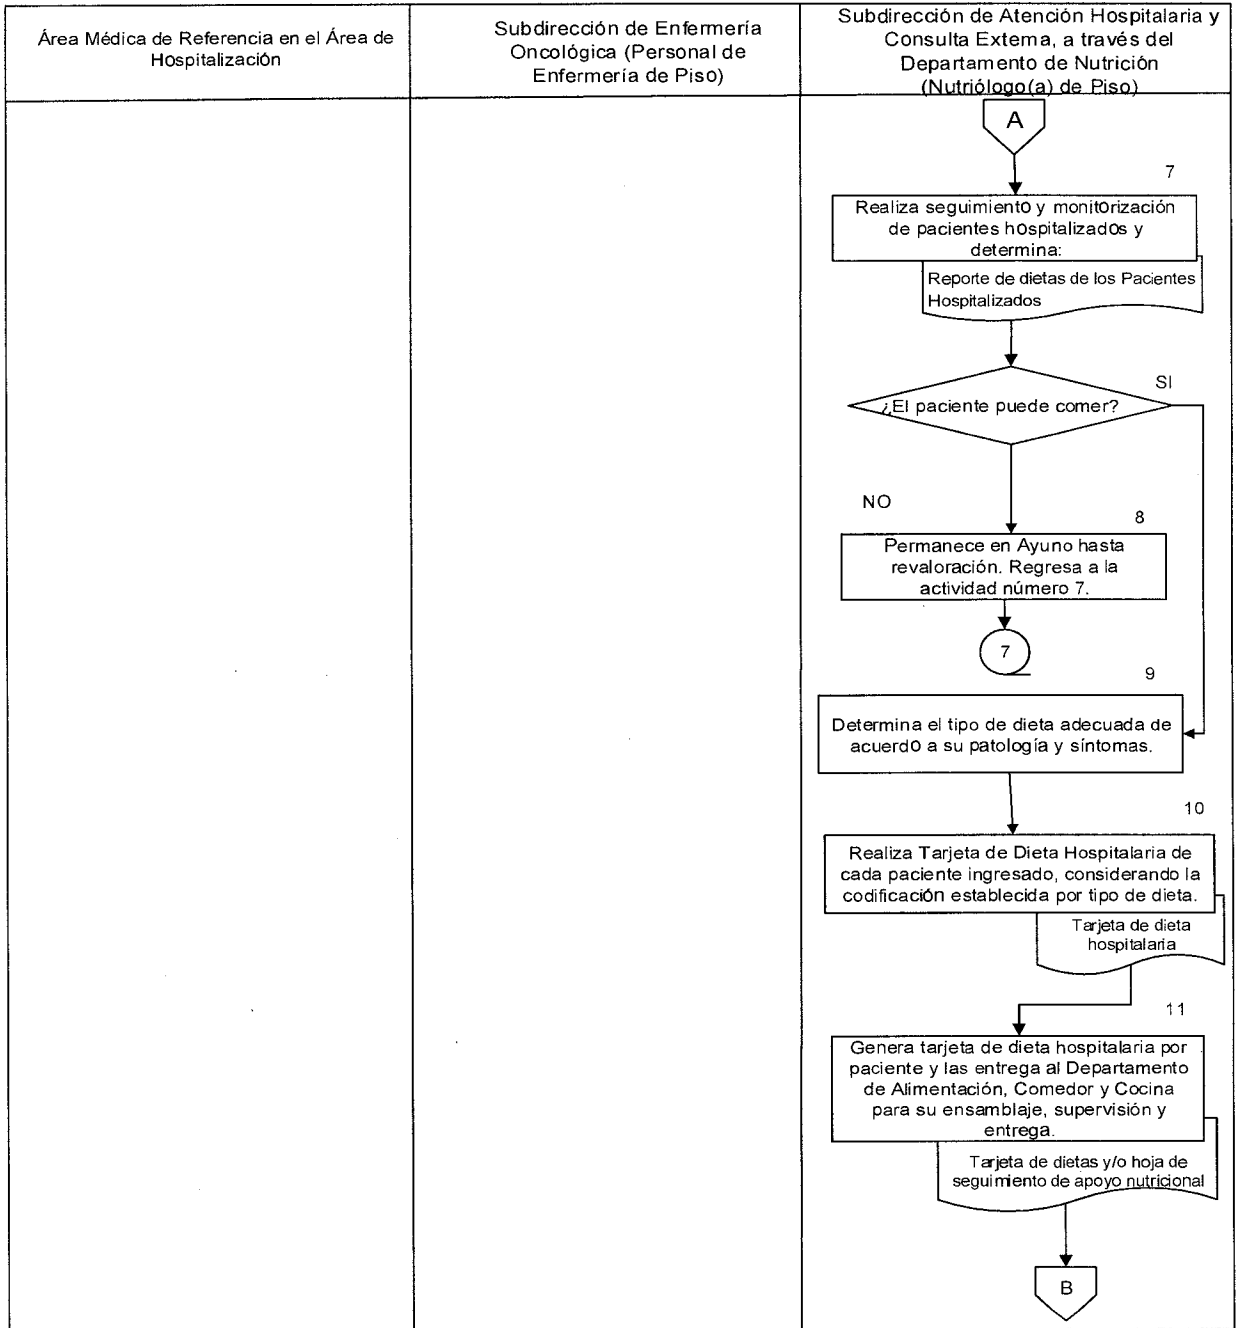 Área Médica de Referencia en el Área de
Hospitalización
Subdirección de Enfermería
Oncológica (Personal de
Enfermería de Piso)
Subdirección de Atención Hospitalaria y
Consulta Externa, a través del
Departamento de Nutrición
(Nutriólogo(a) de Piso)
A
7
Realiza seguimiento y monitorización
de pacientes hospitalizados y
determina:
Reporte de dietas de los Pacientes
Hospitalizados
SI
¿El paciente puede comer?
NO
8
Permanece en Ayuno hasta
revaloración. Regresa a la
actividad número 7.
7
9
Determina el tipo de dieta adecuada de
acuerdo a su patología y síntomas.
10
Realiza Tarjeta de Dieta Hospitalaria de
cada paciente ingresado, considerando la
codificación establecida por tipo de dieta.
Tarjeta de dieta
hospitalaria
11
Genera tarjeta de dieta hospitalaria por
paciente y las entrega al Departamento
de Alimentación, Comedor y Cocina
para su ensamblaje, supervisión y
entrega.
Tarjeta de dietas y/o hoja de
seguimiento de apoyo nutricional
B